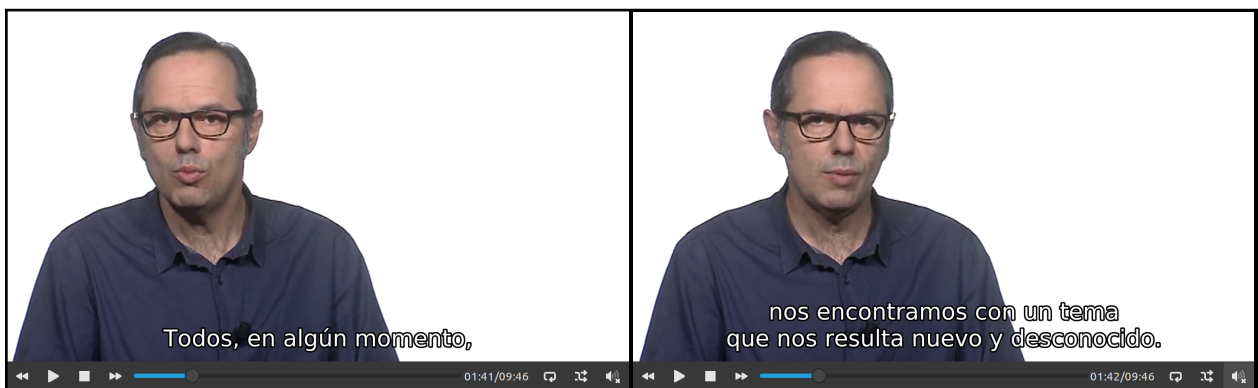 Todos, en algún momento,
01:41/09:46
nos encontramos con un tema
que nos resulta nuevo y desconocido.
01:42/09:46